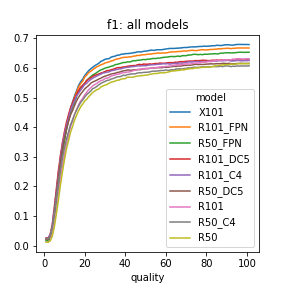 f1: all models
0.7
0.6
0.5
0.4
0.3
0.2
0.1
0.0
model
X101
R101_FPN
R50_FPN
R101_DC5
R101_C4
R50_DC5
R101
R50_C4
R50
0 20 40 60 80 100
quality